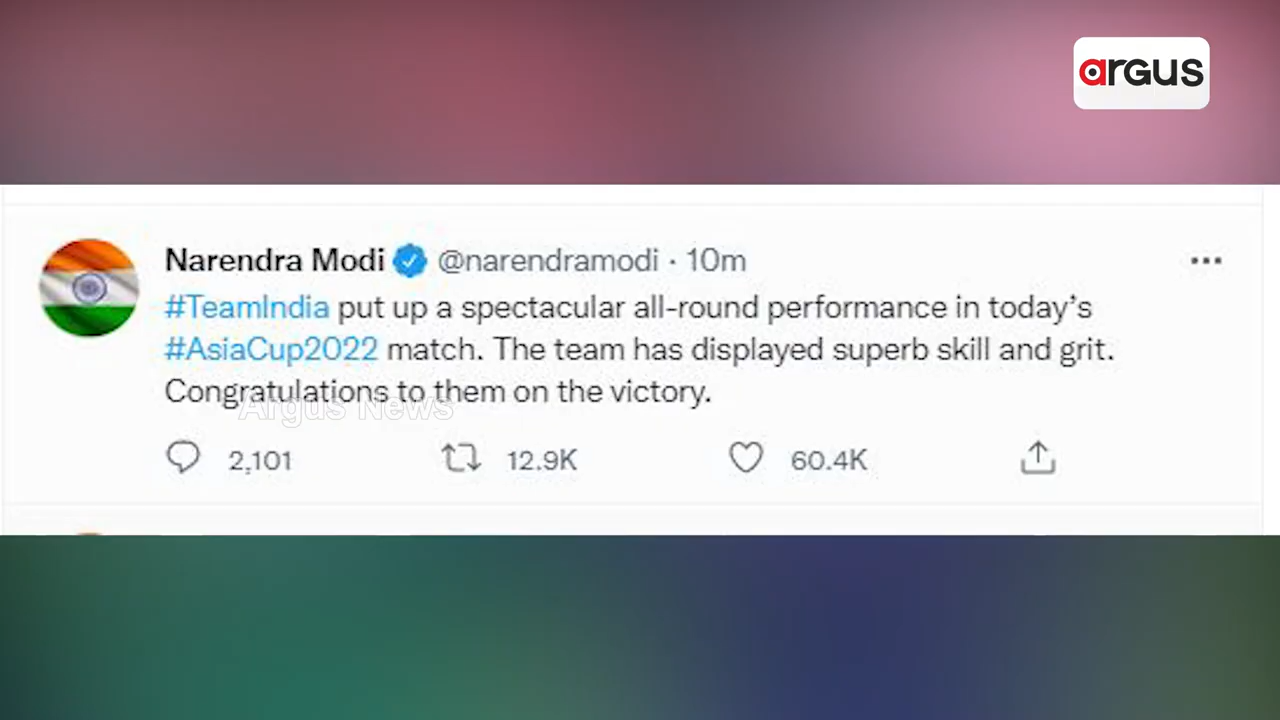 argus
Narendra Modi @narendramodi · 10m
#TeamIndia put up a spectacular all-round performance in today’s
#AsiaCup2022 match. The team has displayed superb skill and grit.
Congratulations to them on the victory.
Argus News
2,101 12.9K 60.4K